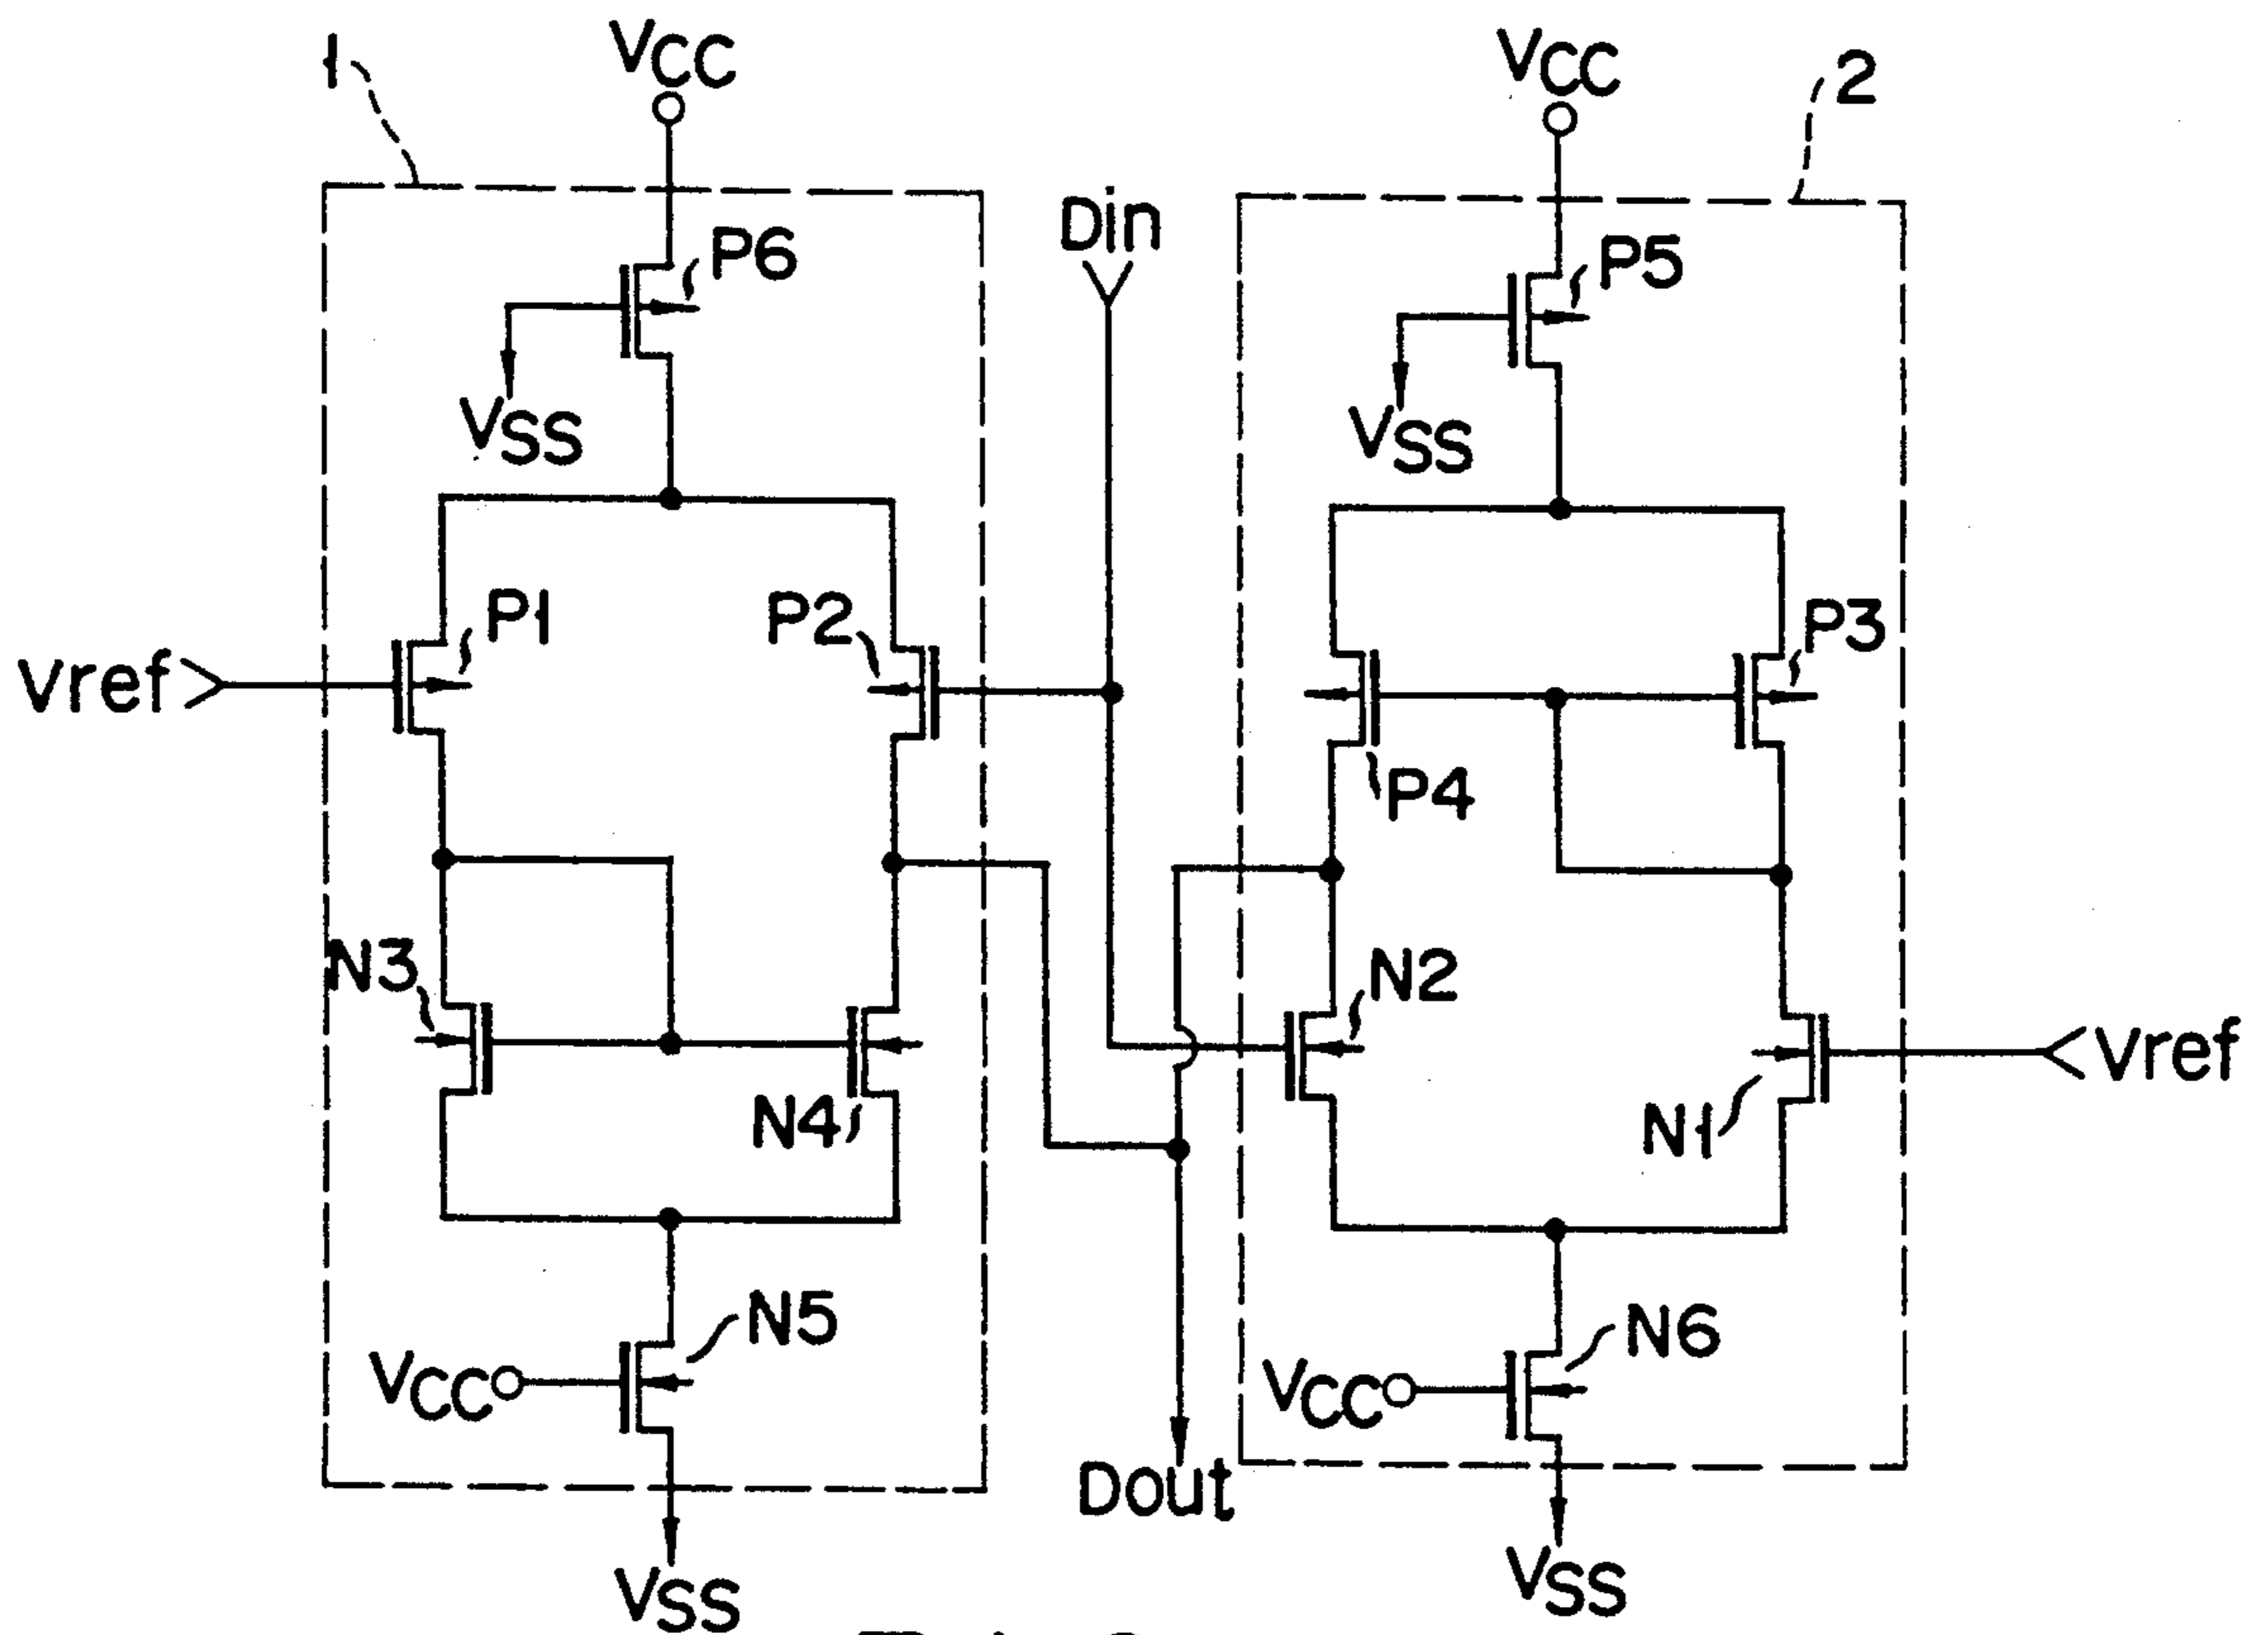 1
VCC
VCC
2
Din
P6
P5
VSS
VSS
P1
P2
P3
Vref
P4
N3
N2
N4
N1
Vref
N5
N6
VCC
VCC
Dout
VSS
VSS